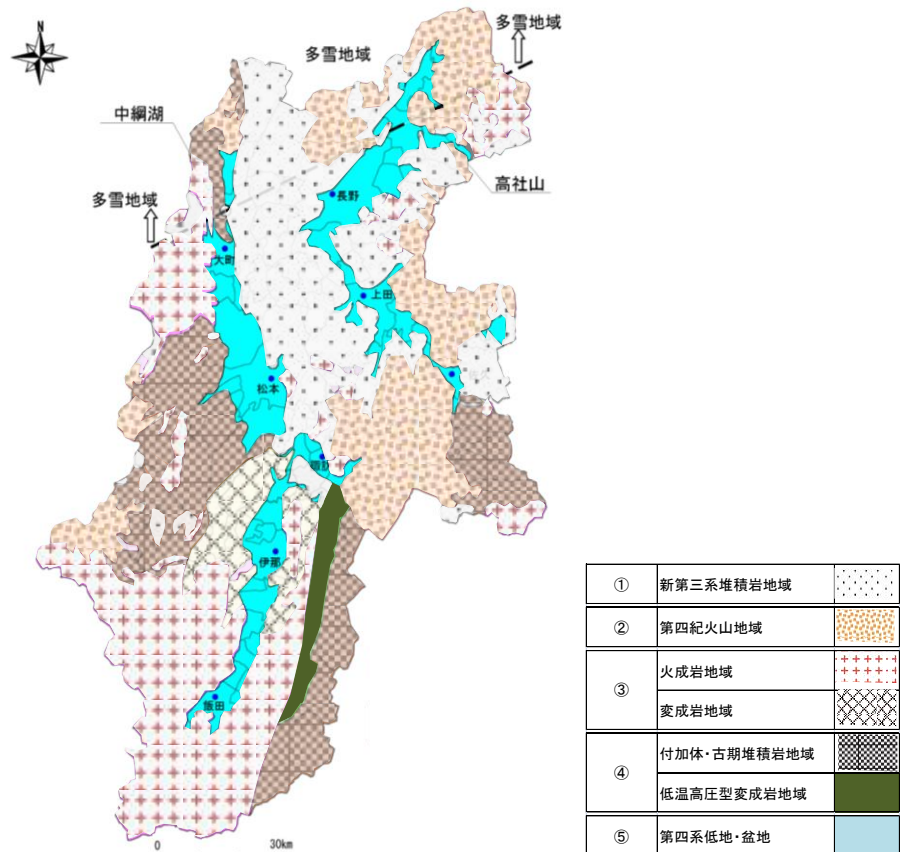 N
多雪地域
多雪地域
中綱湖
高社山
長野
多雪地域
大町
上田
松本
諏訪
伊那
飯田
0 30km
① 新第三系堆積岩地域
② 第四紀火山地域
③ 火成岩地域
変成岩地域
④ 付加体・古期堆積岩地域
低温高圧型変成岩地域
⑤ 第四系低地・盆地